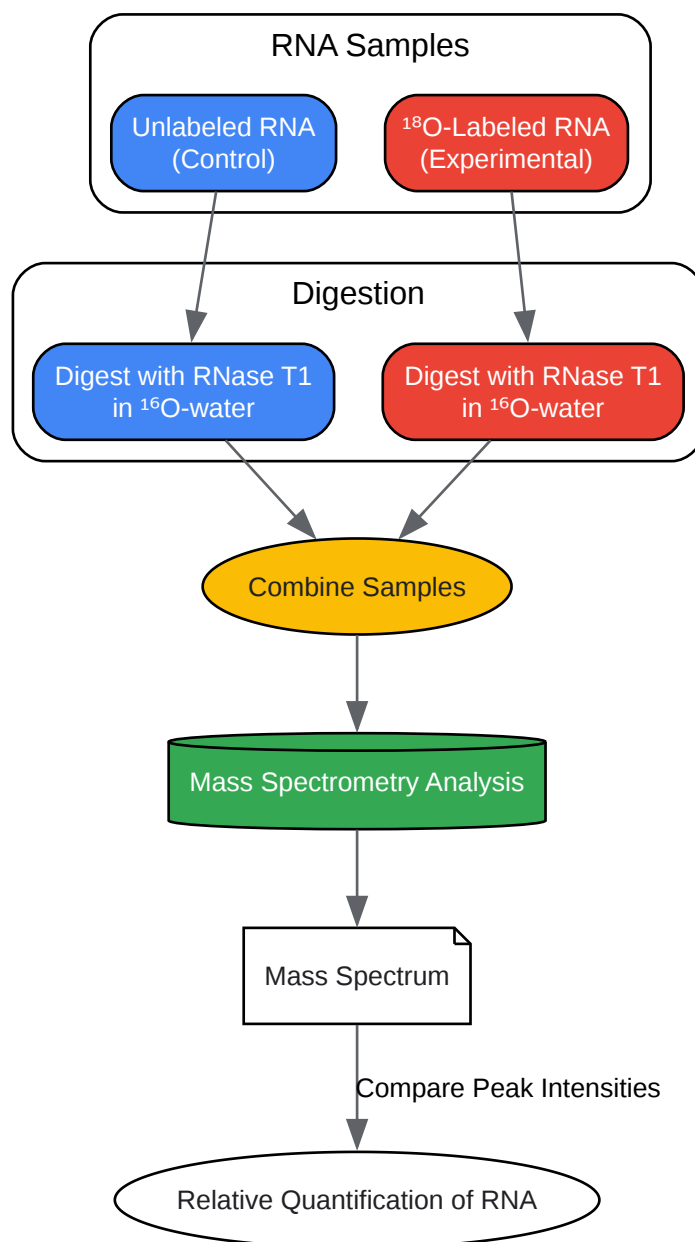 RNA Samples
Unlabeled RNA
(Control)
¹⁸O-Labeled RNA
(Experimental)
Digestion
Digest with RNase T1
in ¹⁶O-water
Digest with RNase T1
in ¹⁶O-water
Combine Samples
Mass Spectrometry Analysis
Mass Spectrum
Compare Peak Intensities
Relative Quantification of RNA